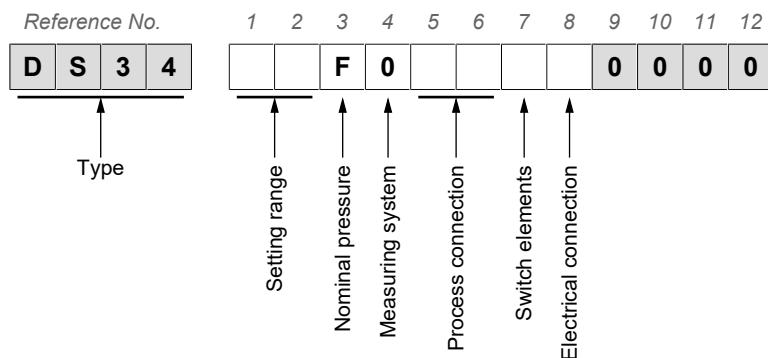 Reference No. 1 2 3 4 5 6 7 8 9 10 11 12
D S 3 4 F 0 0 0 0 0
Type
Setting range
Nominal pressure
Measuring system
Process connection
Switch elements
Electrical connection